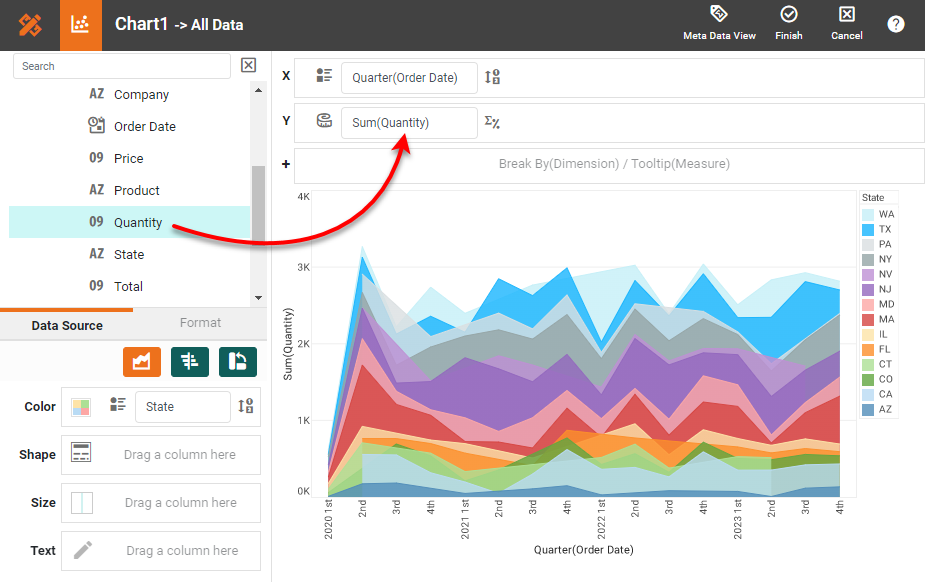 Chart1 -> All Data
Meta Data View
Finish
Cancel
?
Search
AZ Company
Order Date
09 Price
AZ Product
09 Quantity
AZ State
09 Total
Data Source
Format
Color
State
Shape
Drag a column here
Size
Drag a column here
Text
Drag a column here
X
Quarter(Order Date)
Y
Sum(Quantity)
Σ%
+
Break By(Dimension) / Tooltip(Measure)
4K
3K
2K
1K
0K
Sum(Quantity)
2020 1st
2nd
3rd
4th
2021 1st
2nd
3rd
4th
2022 1st
2nd
3rd
4th
2023 1st
2nd
3rd
4th
Quarter(Order Date)
State
WA
TX
PA
NY
NV
NJ
MD
MA
IL
FL
CT
CO
CA
AZ